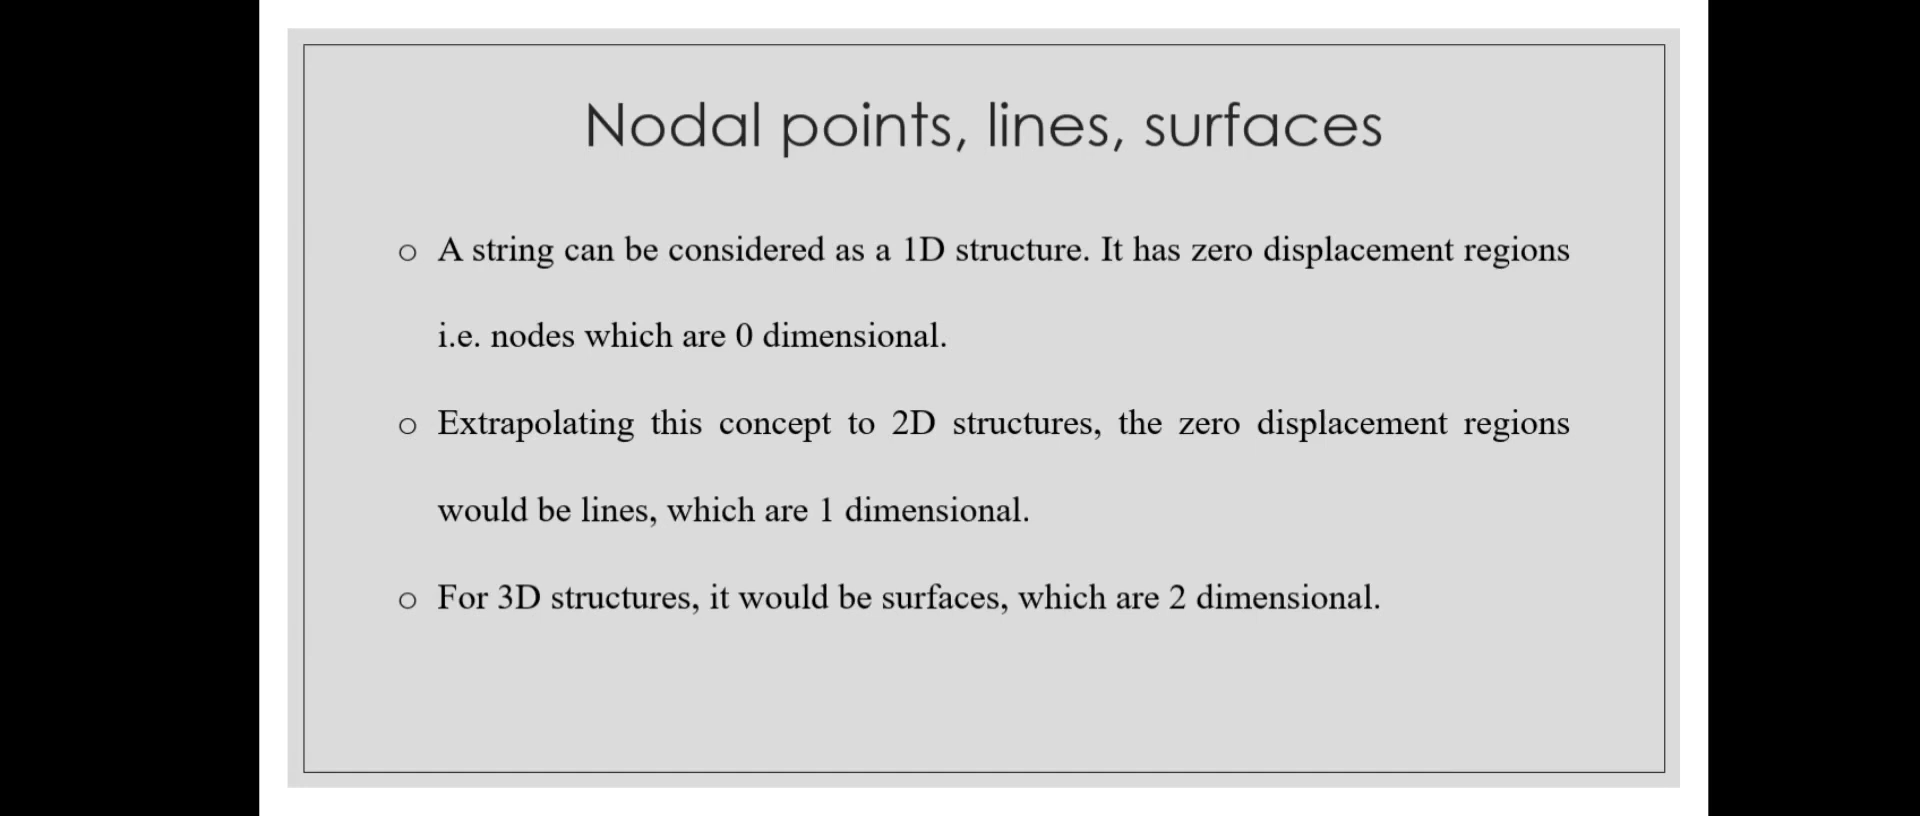 Nodal points, lines, surfaces
o A string can be considered as a 1D structure. It has zero displacement regions
i.e. nodes which are 0 dimensional.
o Extrapolating this concept to 2D structures, the zero displacement regions
would be lines, which are 1 dimensional.
o For 3D structures, it would be surfaces, which are 2 dimensional.